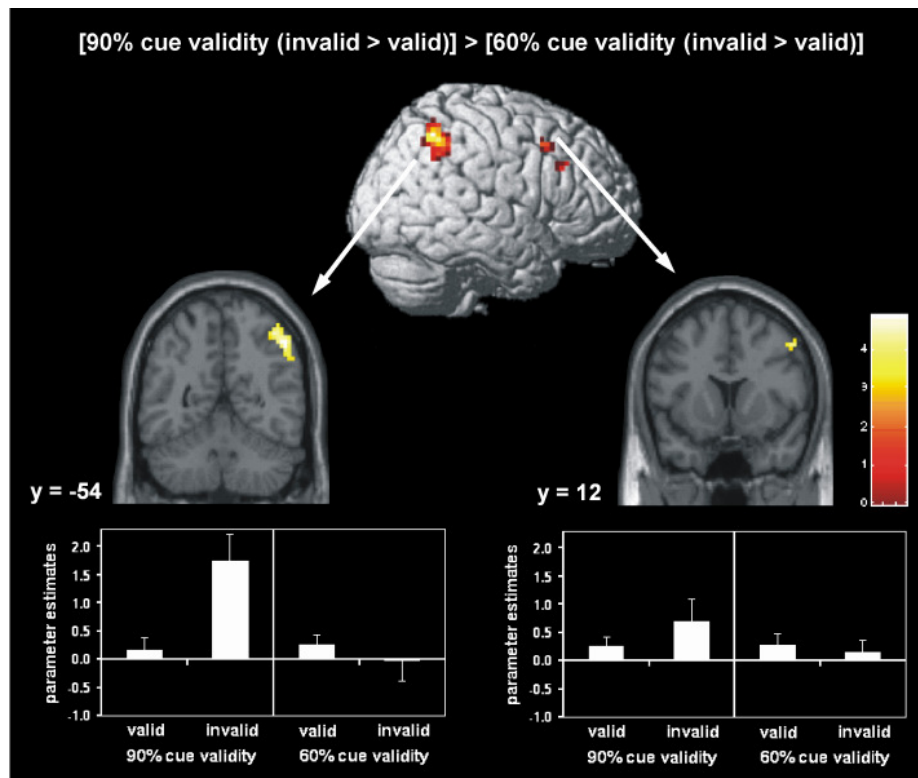 [90% cue validity (invalid > valid)] > [60% cue validity (invalid > valid)]
4
3
2
1
0
y = -54
y = 12
parameter estimates
2.0
1.5
1.0
0.5
0.0
-0.5
-1.0
valid invalid valid invalid
90% cue validity 60% cue validity
parameter estimates
2.0
1.5
1.0
0.5
0.0
-0.5
-1.0
valid invalid valid invalid
90% cue validity 60% cue validity